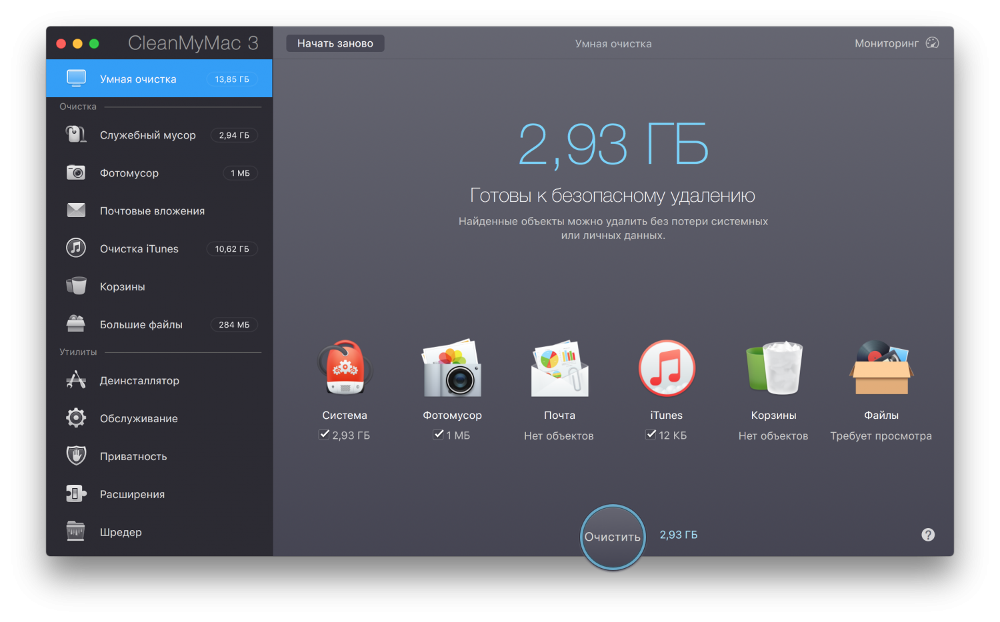 CleanMyMac 3
Начать заново
Умная очистка
Мониторинг
Умная очистка 13,85 ГБ
Очистка
Служебный мусор 2,94 ГБ
Фотомусор 1 МБ
Почтовые вложения
Очистка iTunes 10,62 ГБ
Корзины
Большие файлы 284 МБ
Утилиты
Деинсталлятор
Обслуживание
Приватность
Расширения
Шредер
2,93 ГБ
Готовы к безопасному удалению
Найденные объекты можно удалить без потери системных
или личных данных.
Система
2,93 ГБ
Фотомусор
1 МБ
Почта
Нет объектов
iTunes
12 КБ
Корзины
Нет объектов
Файлы
Требует просмотра
Очистить
2,93 ГБ
?